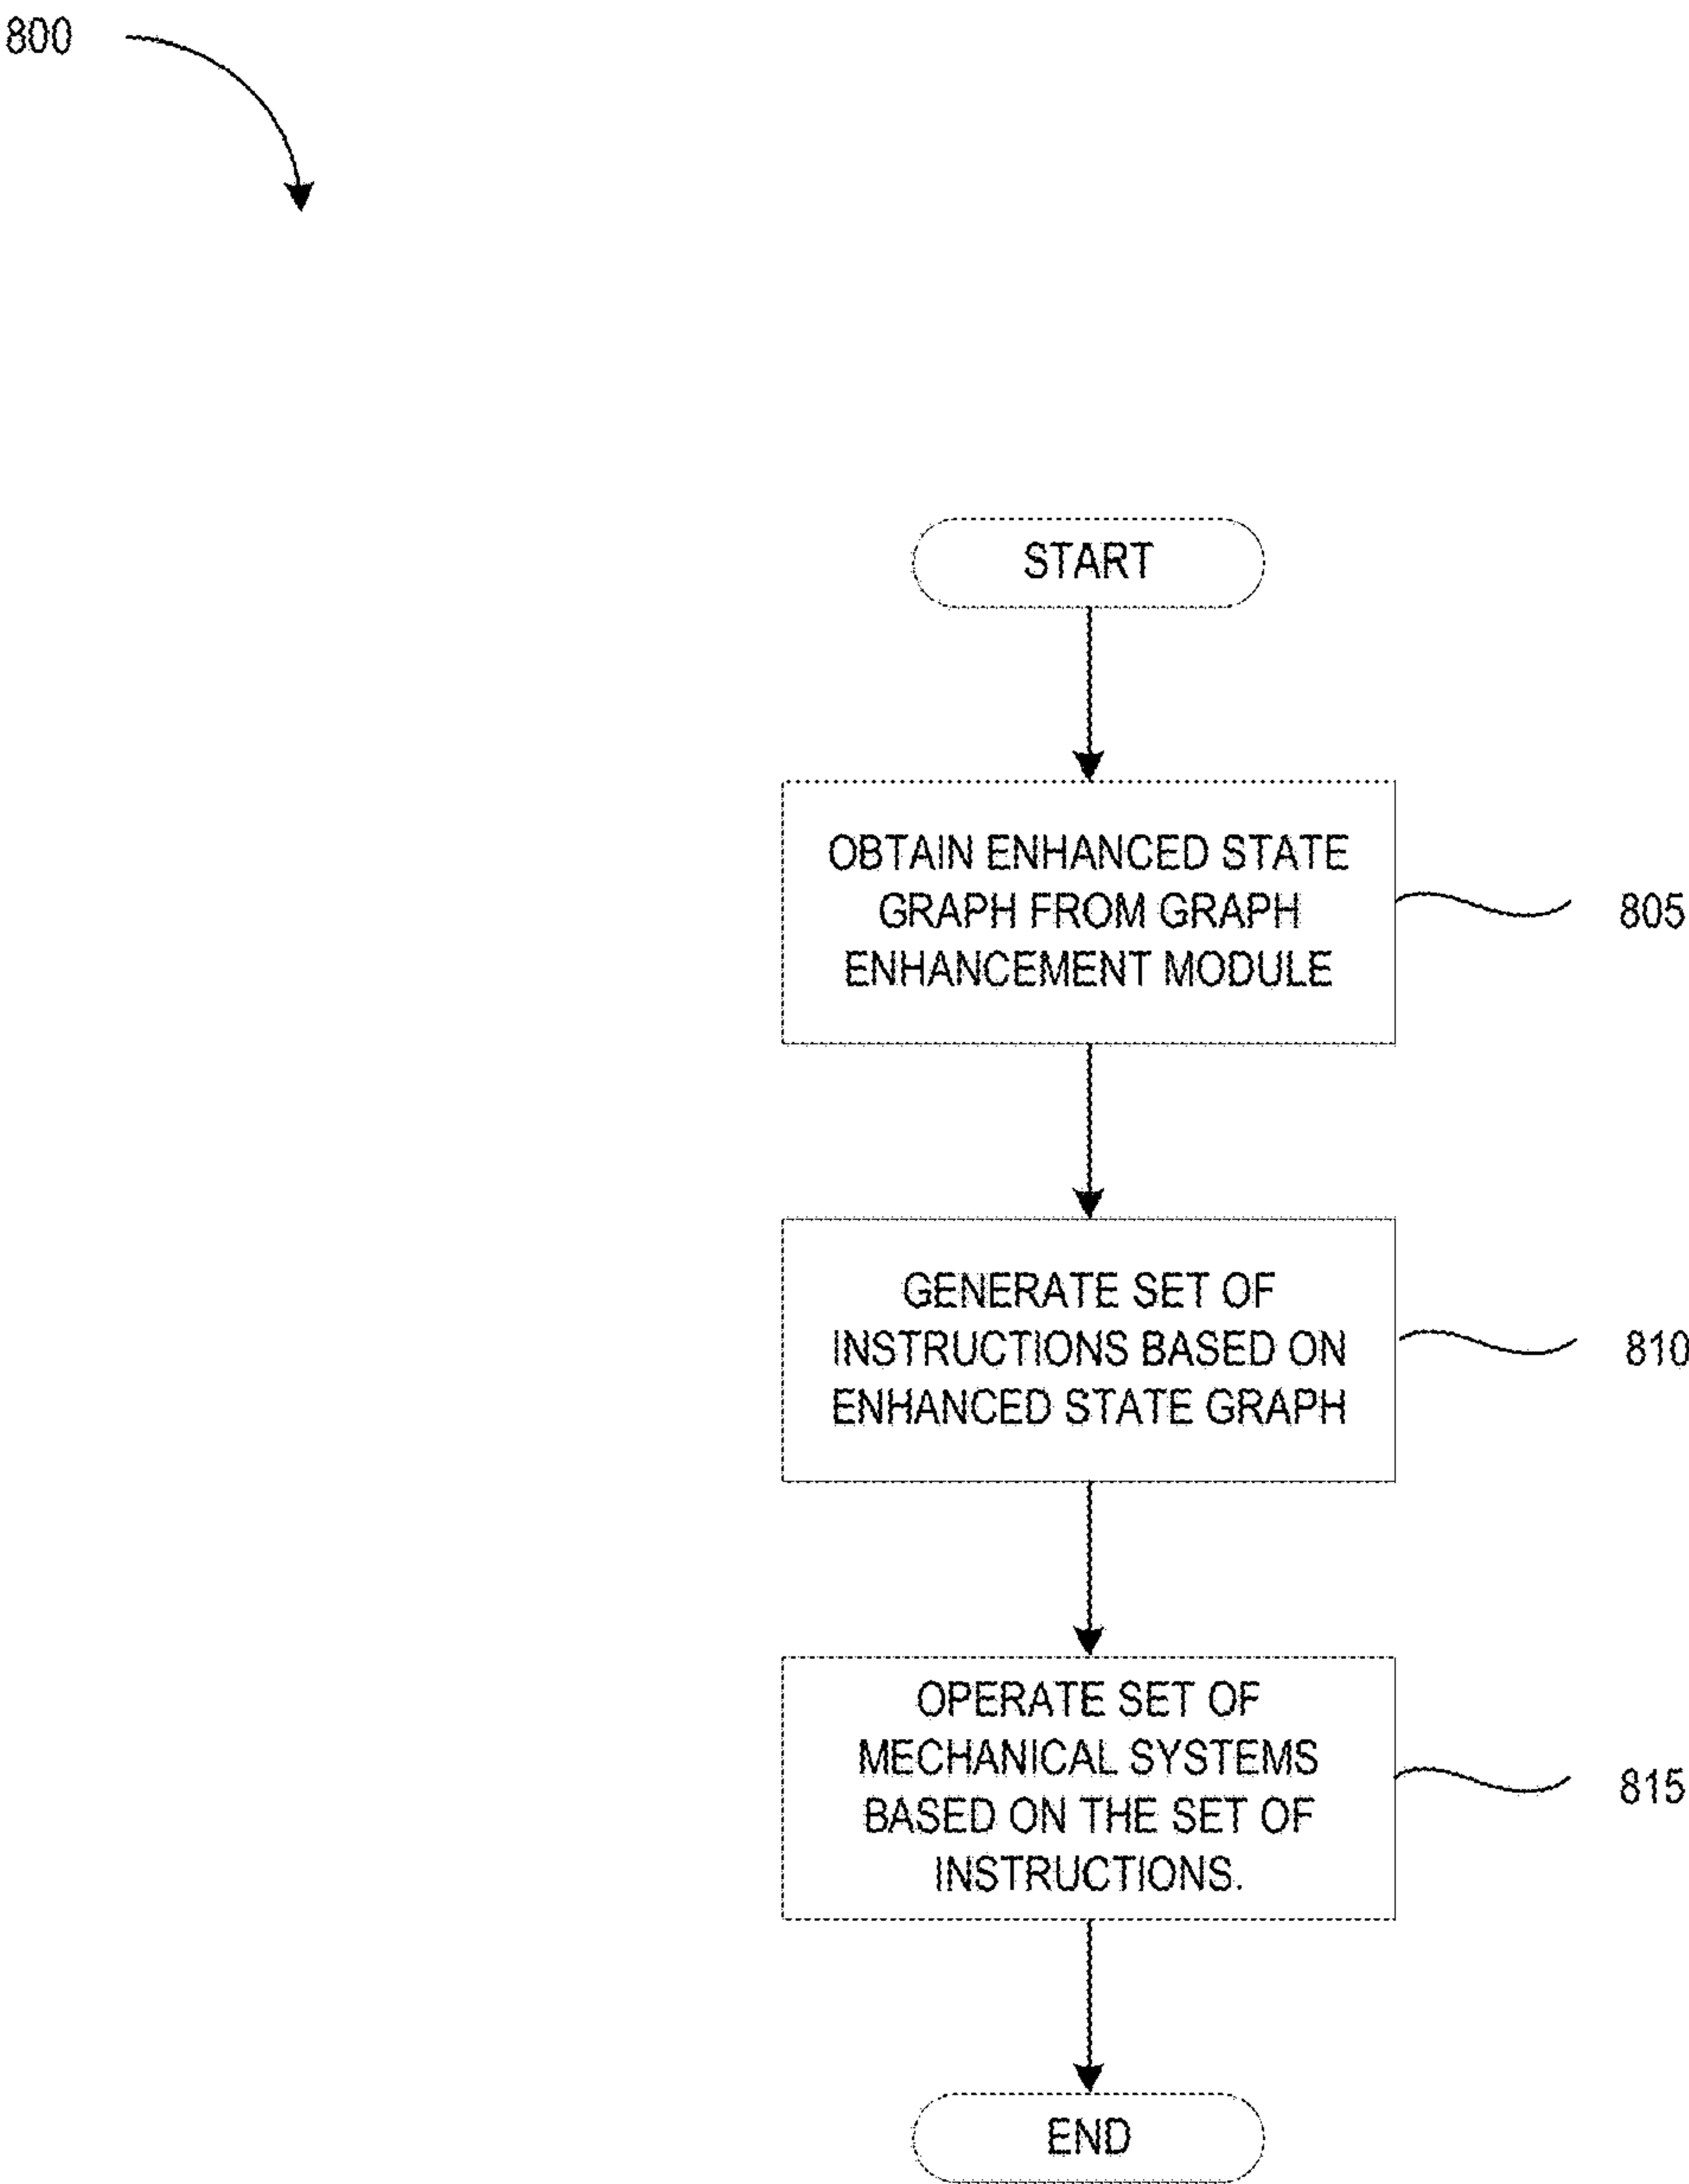 800
START
OBTAIN ENHANCED STATE
GRAPH FROM GRAPH
ENHANCEMENT MODULE
805
GENERATE SET OF
INSTRUCTIONS BASED ON
ENHANCED STATE GRAPH
810
OPERATE SET OF
MECHANICAL SYSTEMS
BASED ON THE SET OF
INSTRUCTIONS.
815
END